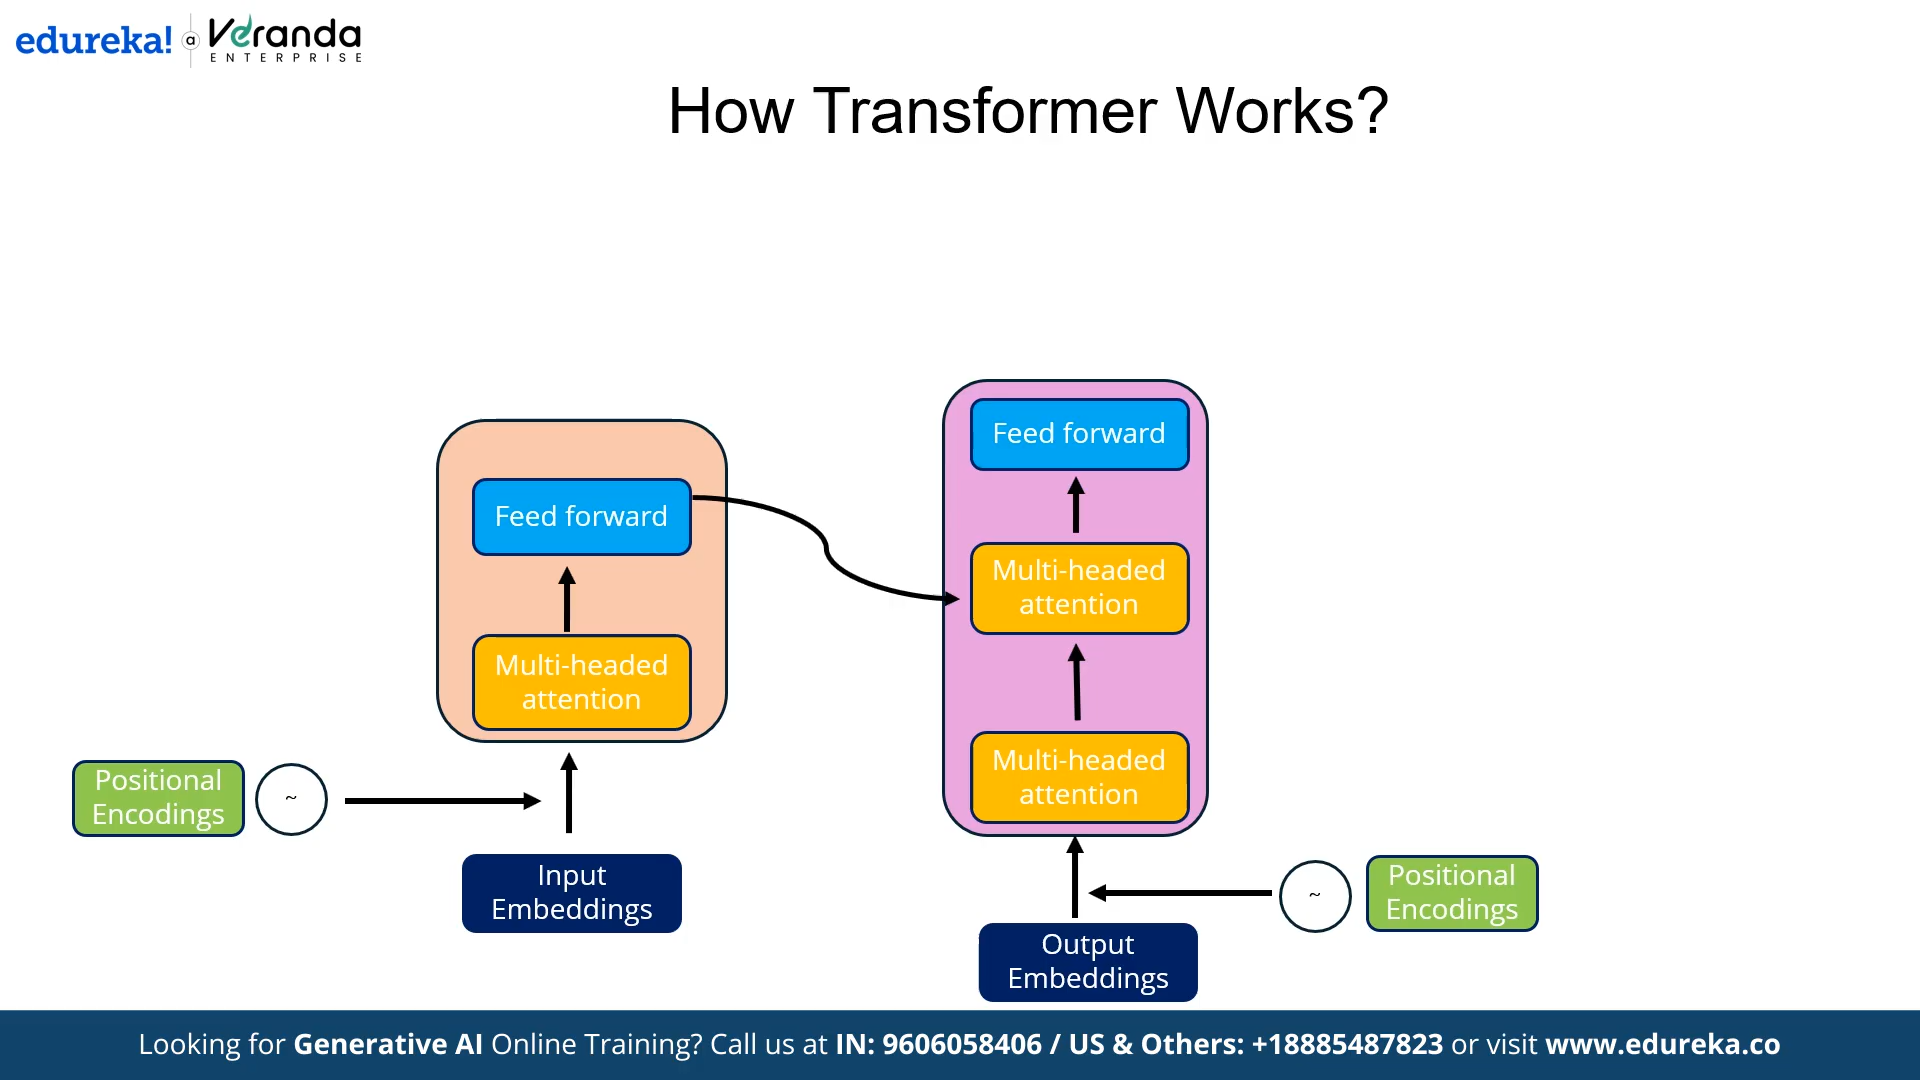 edureka! a Veranda
ENTERPRISE
How Transformer Works?
Feed forward
Multi-headed
attention
Positional
Encodings
~
Input
Embeddings
Feed forward
Multi-headed
attention
Multi-headed
attention
~
Positional
Encodings
Output
Embeddings
Looking for Generative AI Online Training? Call us at IN: 9606058406 / US & Others: +18885487823 or visit www.edureka.co